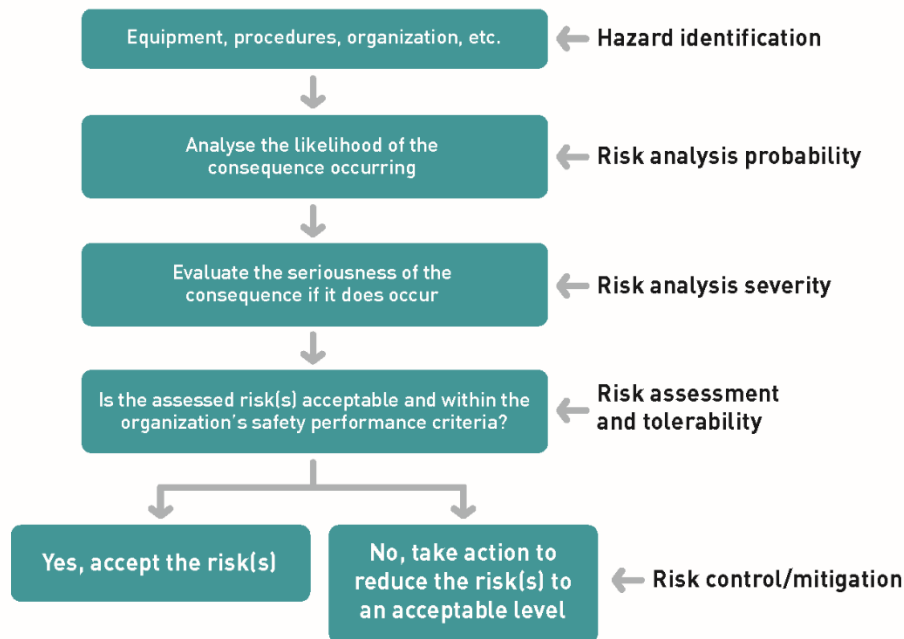 Equipment, procedures, organization, etc.
Hazard identification
Analyse the likelihood of the
consequence occurring
Risk analysis probability
Evaluate the seriousness of the
consequence if it does occur
Risk analysis severity
Is the assessed risk(s) acceptable and within the
organization's safety performance criteria?
Risk assessment
and tolerability
Yes, accept the risk(s)
No, take action to
reduce the risk(s) to
an acceptable level
Risk control/mitigation